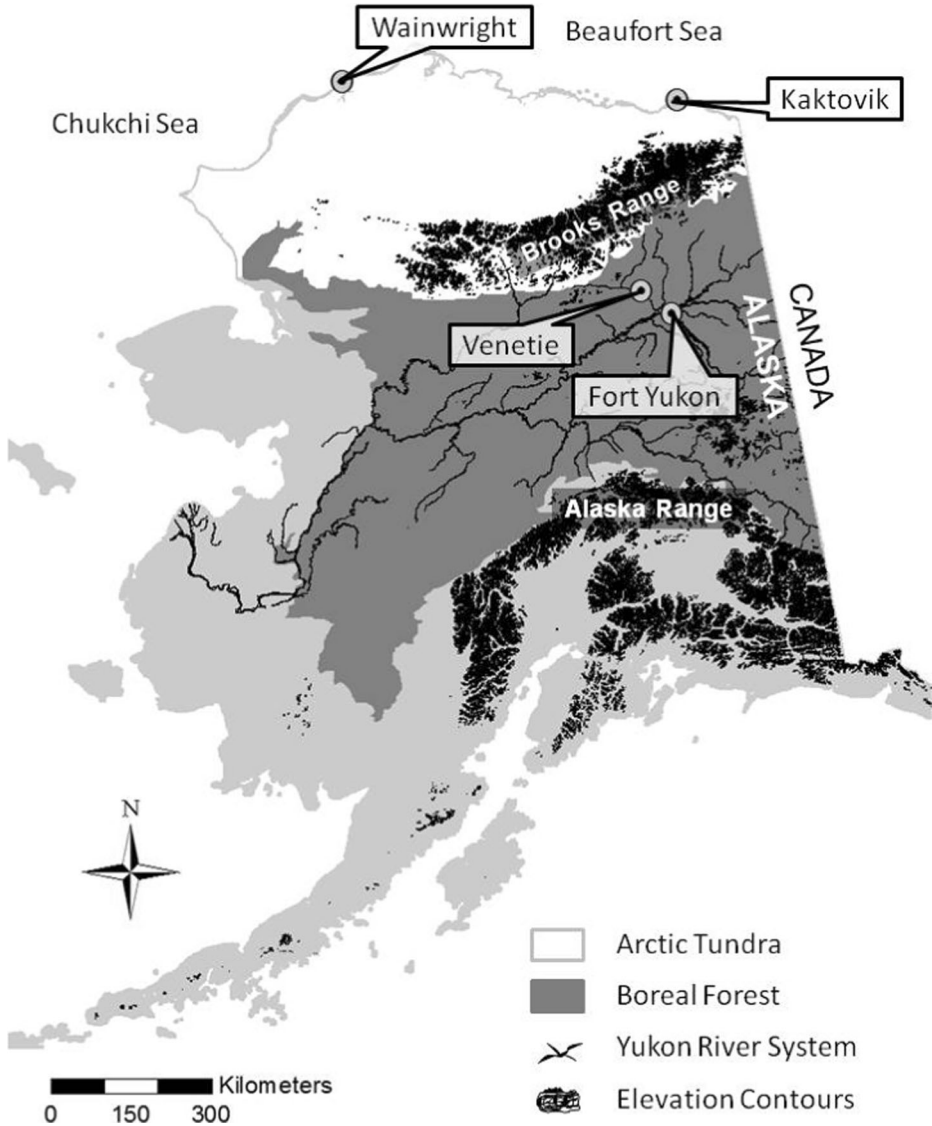 Wainwright
Beaufort Sea
Kaktovik
Chukchi Sea
Brooks Range
Venetie
Fort Yukon
ALASKA
CANADA
Alaska Range
N
Arctic Tundra
Boreal Forest
Yukon River System
Elevation Contours
Kilometers
0 150 300